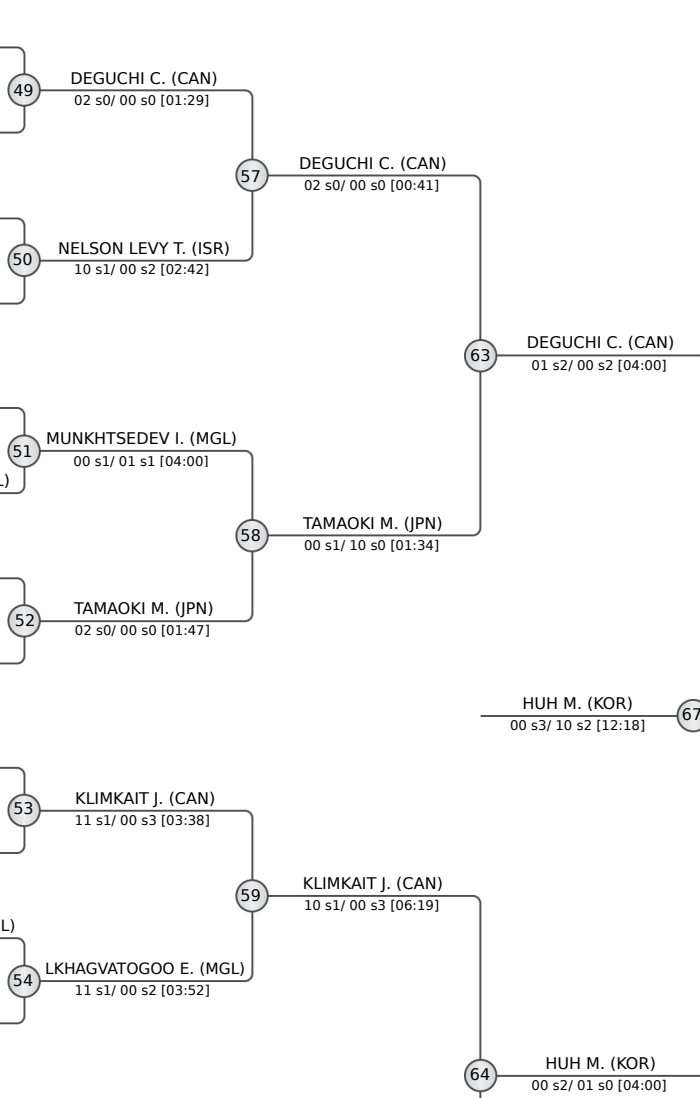 49
DEGUCHI C. (CAN)
02 s0/ 00 s0 [01:29]
57
DEGUCHI C. (CAN)
02 s0/ 00 s0 [00:41]
50
NELSON LEVY T. (ISR)
10 s1/ 00 s2 [02:42]
63
DEGUCHI C. (CAN)
01 s2/ 00 s2 [04:00]
51
MUNKHTSEDEV I. (MGL)
00 s1/ 01 s1 [04:00]
L)
58
TAMAOKI M. (JPN)
00 s1/ 10 s0 [01:34]
52
TAMAOKI M. (JPN)
02 s0/ 00 s0 [01:47]
HUH M. (KOR)
00 s3/ 10 s2 [12:18]
67
53
KLIMKAIT J. (CAN)
11 s1/ 00 s3 [03:38]
59
KLIMKAIT J. (CAN)
10 s1/ 00 s3 [06:19]
L)
54
LKHAGVATOGOO E. (MGL)
11 s1/ 00 s2 [03:52]
64
HUH M. (KOR)
00 s2/ 01 s0 [04:00]